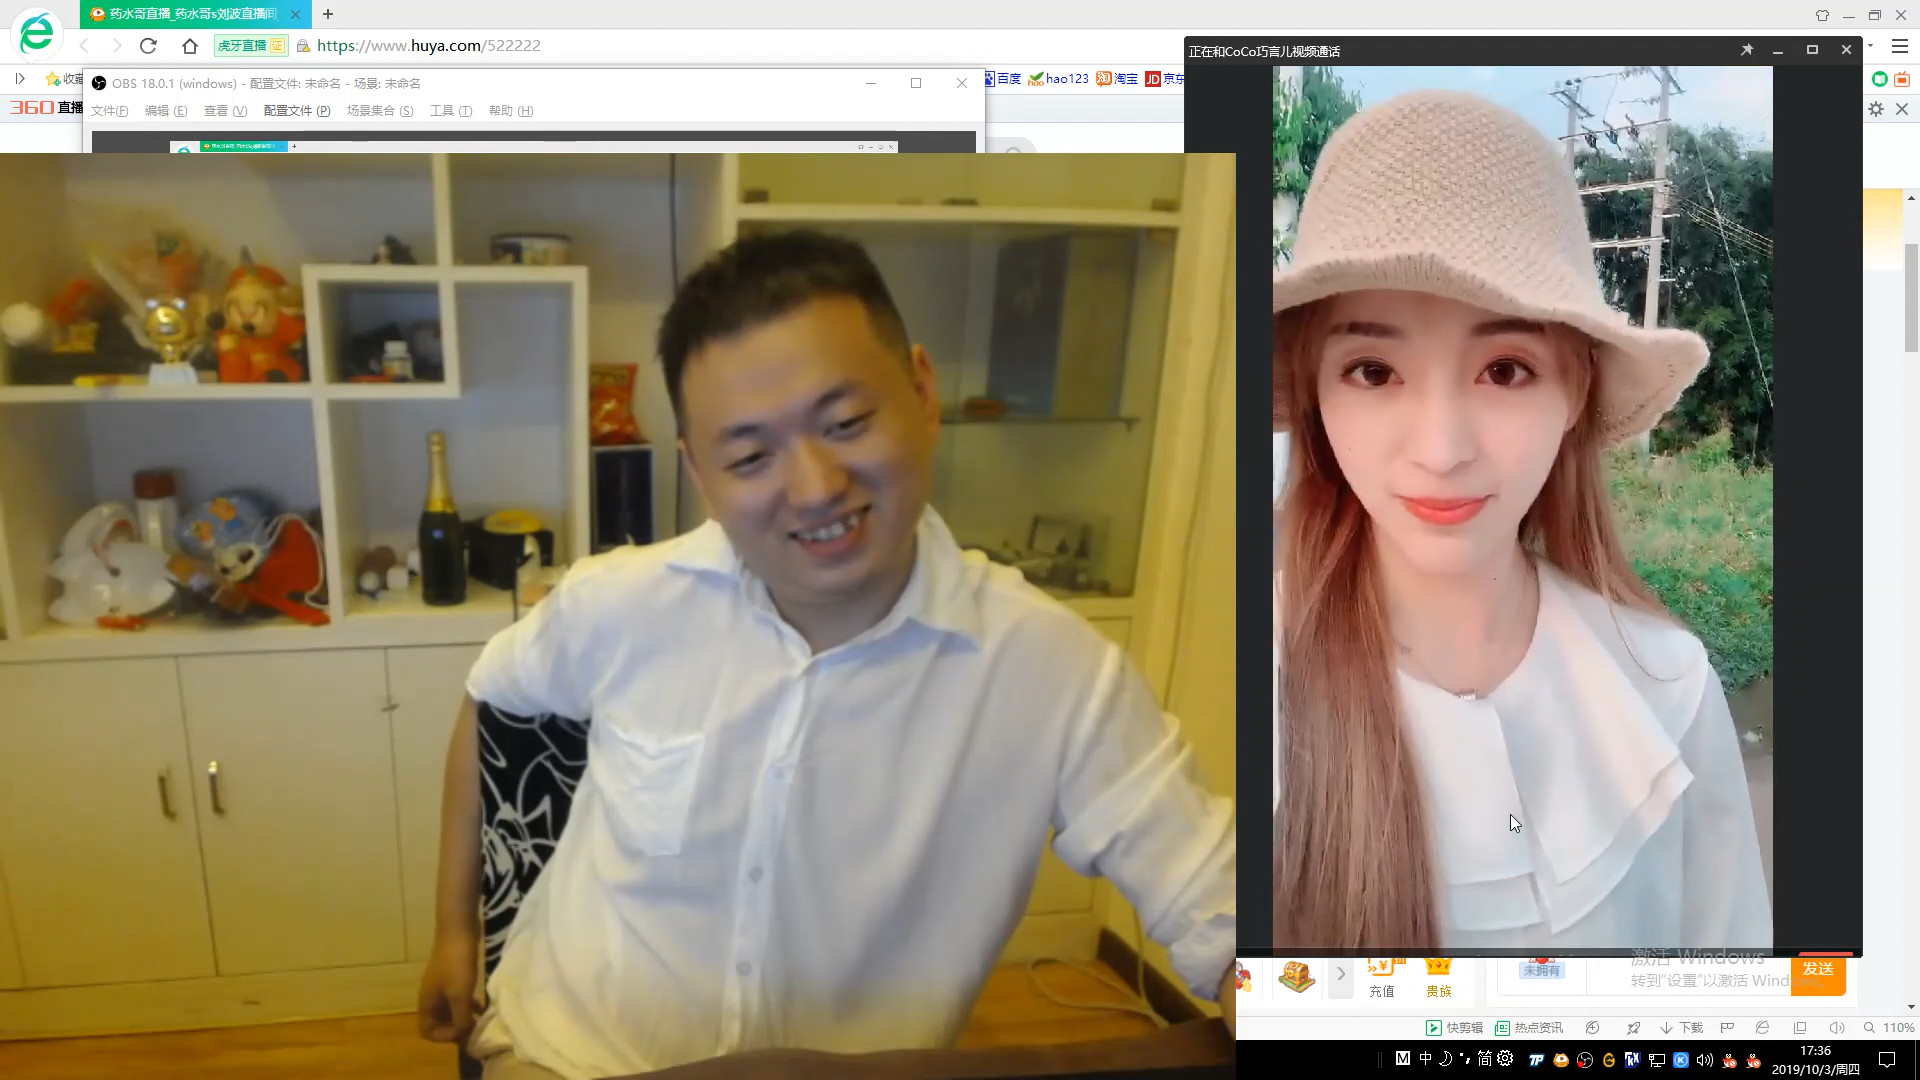 药水哥直播_药水哥s刘波直播间
虎牙直播 证 https://www.huya.com/522222
收藏
百度 hao123 淘宝 JD 京东
360直播
OBS 18.0.1 (windows) - 配置文件: 未命名 - 场景: 未命名
文件(F) 编辑 (E) 查看 (V) 配置文件 (P) 场景集合 (S) 工具 (T) 帮助 (H)
正在和CoCo巧言儿视频通话
充值
贵族
未拥有
发送
激活 Windows
转到"设置"以激活 Wind
快剪辑 热点资讯 下载 110%
M 中 简
17:36
2019/10/3/周四